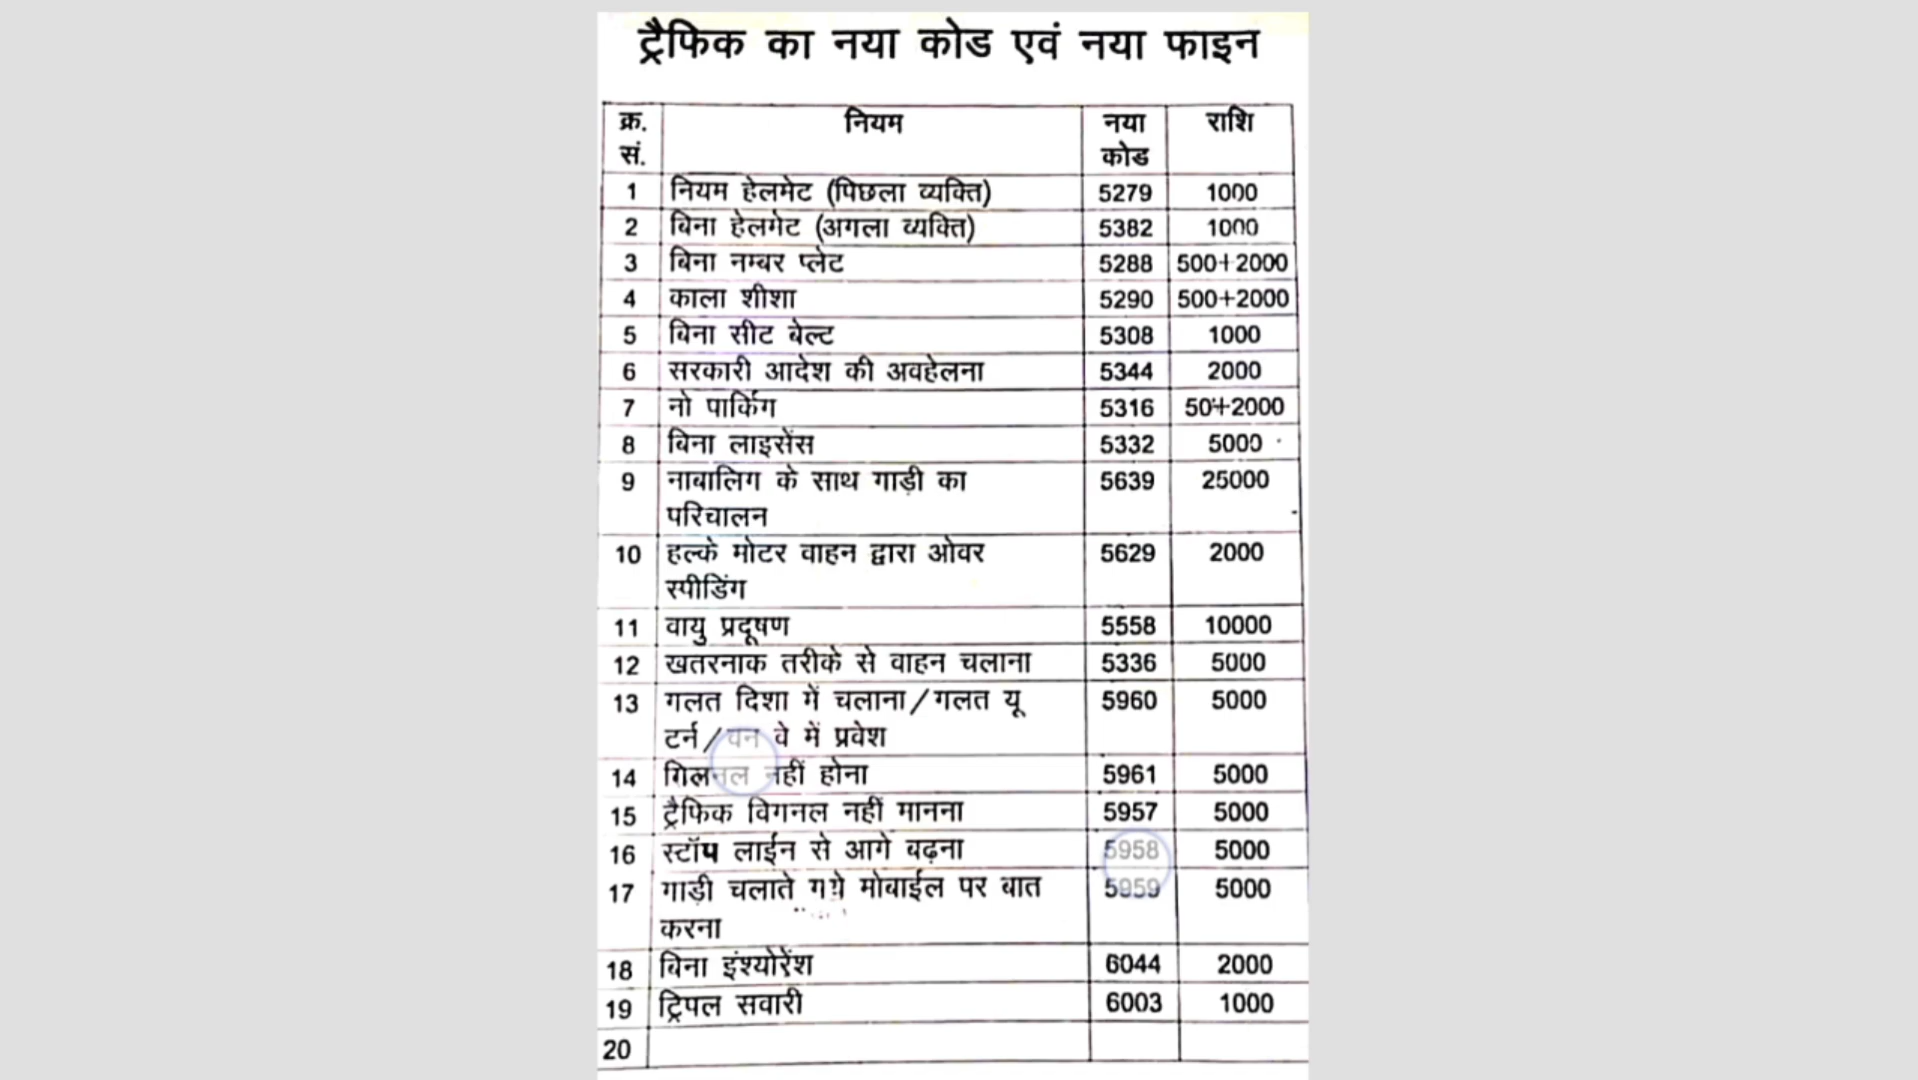 ट्रैफिक का नया कोड एवं नया फाइन
क्र. सं. नियम नया कोड राशि
1 नियम हेलमेट (पिछला व्यक्ति) 5279 1000
2 बिना हेलमेट (अगला व्यक्ति) 5382 1000
3 बिना नम्बर प्लेट 5288 500+2000
4 काला शीशा 5290 500+2000
5 बिना सीट बेल्ट 5308 1000
6 सरकारी आदेश की अवहेलना 5344 2000
7 नो पार्किंग 5316 50+2000
8 बिना लाइसेंस 5332 5000
9 नाबालिग के साथ गाड़ी का 5639 25000
परिचालन
10 हल्के मोटर वाहन द्वारा ओवर 5629 2000
स्पीडिंग
11 वायु प्रदूषण 5558 10000
12 खतरनाक तरीके से वाहन चलाना 5336 5000
13 गलत दिशा में चलाना/गलत यू 5960 5000
टर्न/वन वे में प्रवेश
14 नहीं होना 5961 5000
15 ट्रैफिक विगनल नहीं मानना 5957 5000
16 स्टॉप लाईन से आगे बढ़ना 5958 5000
17 गाड़ी चलाते मोबाईल पर बात 5959 5000
करना
18 बिना इंश्योरेंश 6044 2000
19 ट्रिपल सवारी 6003 1000
20